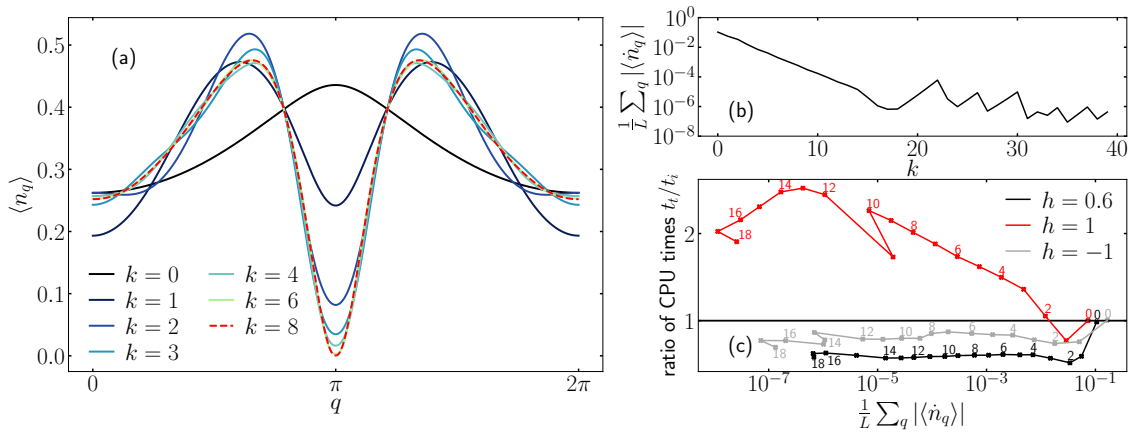 (a)
0.5
0.4
0.3
0.2
0.1
0.0
⟨n_q⟩
k = 0
k = 1
k = 2
k = 3
k = 4
k = 6
k = 8
0
π
2π
q
(b)
10^0
10^−2
10^−4
10^−6
10^−8
1/L ∑_q |⟨ṅ_q⟩|
0
10
20
30
40
k
(c)
ratio of CPU times t_t/t_i
2
1
h = 0.6
h = 1
h = −1
18
16
14
12
10
8
6
4
2
0
18
16
14
12
10
8
6
4
2
0
18
16
14
12
10
8
6
4
2
0
10^−7
10^−5
10^−3
10^−1
1/L ∑_q |⟨ṅ_q⟩|